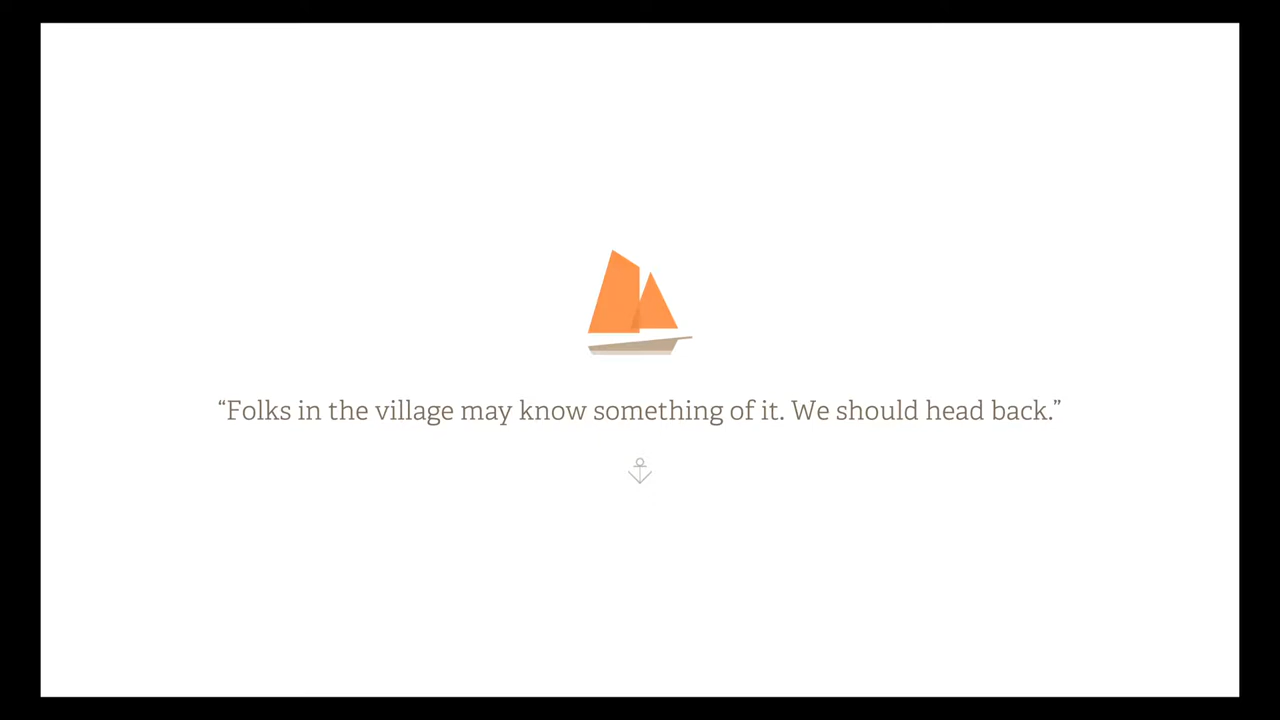 “Folks in the village may know something of it. We should head back.”